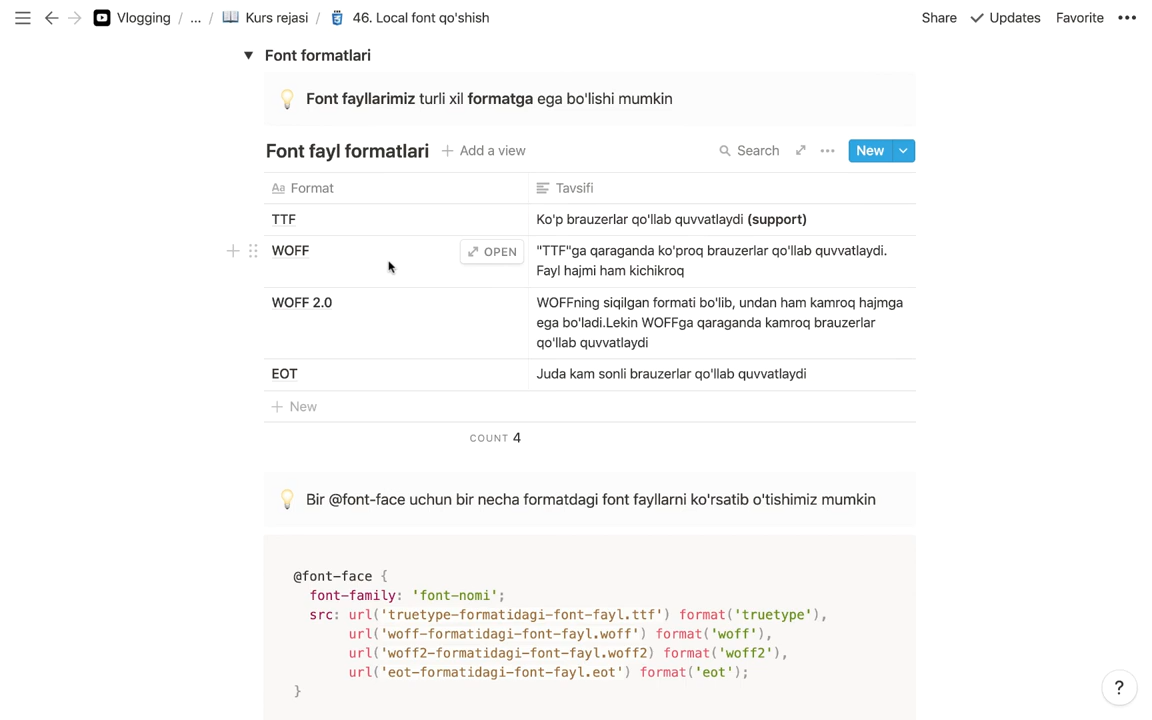 Vlogging / ... / Kurs rejasi / 46. Local font qo'shish
Share Updates Favorite
Font formatlari
Font fayllarimiz turli xil formatga ega bo'lishi mumkin
Font fayl formatlari + Add a view Search New
Aa Format Tavsifi
TTF Ko'p brauzerlar qo'llab quvvatlaydi (support)
WOFF OPEN "TTF"ga qaraganda ko'proq brauzerlar qo'llab quvvatlaydi.
Fayl hajmi ham kichikroq
WOFF 2.0 WOFFning siqilgan formati bo'lib, undan ham kamroq hajmga
ega bo'ladi.Lekin WOFFga qaraganda kamroq brauzerlar
qo'llab quvvatlaydi
EOT Juda kam sonli brauzerlar qo'llab quvvatlaydi
+ New
COUNT 4
Bir @font-face uchun bir necha formatdagi font fayllarni ko'rsatib o'tishimiz mumkin
@font-face {
font-family: 'font-nomi';
src: url('truetype-formatidagi-font-fayl.ttf') format('truetype'),
url('woff-formatidagi-font-fayl.woff') format('woff'),
url('woff2-formatidagi-font-fayl.woff2) format('woff2'),
url('eot-formatidagi-font-fayl.eot') format('eot');
}
?